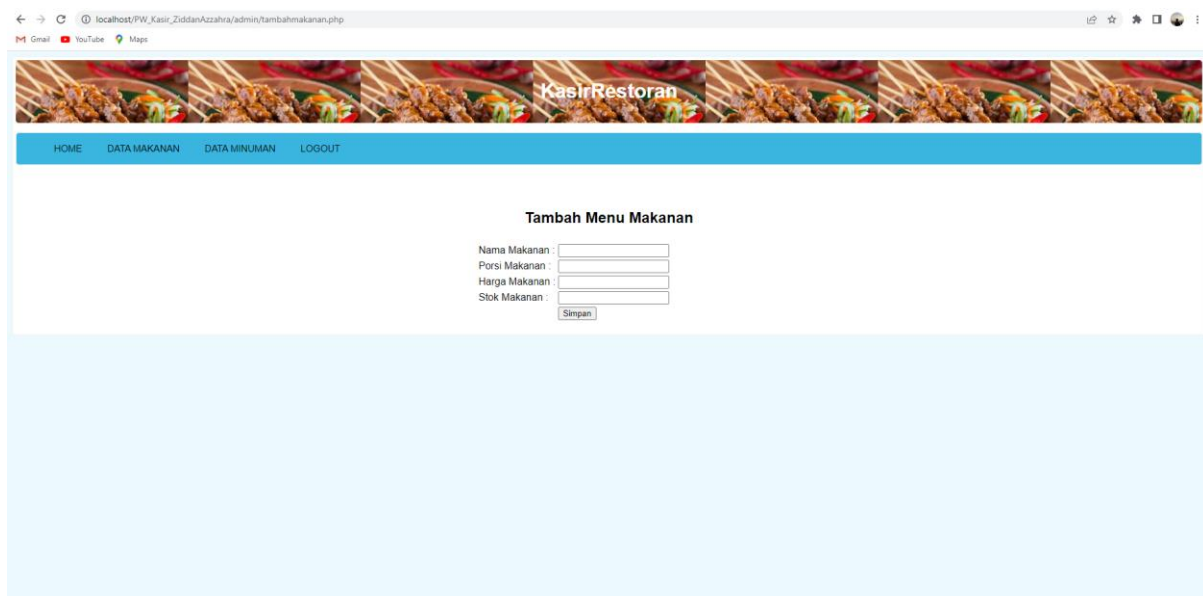 localhost/PW_Kasir_ZiddanAzzahra/admin/tambahmakanan.php
Gmail YouTube Maps
KasirRestoran
HOME DATA MAKANAN DATA MINUMAN LOGOUT
Tambah Menu Makanan
Nama Makanan :
Porsi Makanan :
Harga Makanan :
Stok Makanan :
Simpan